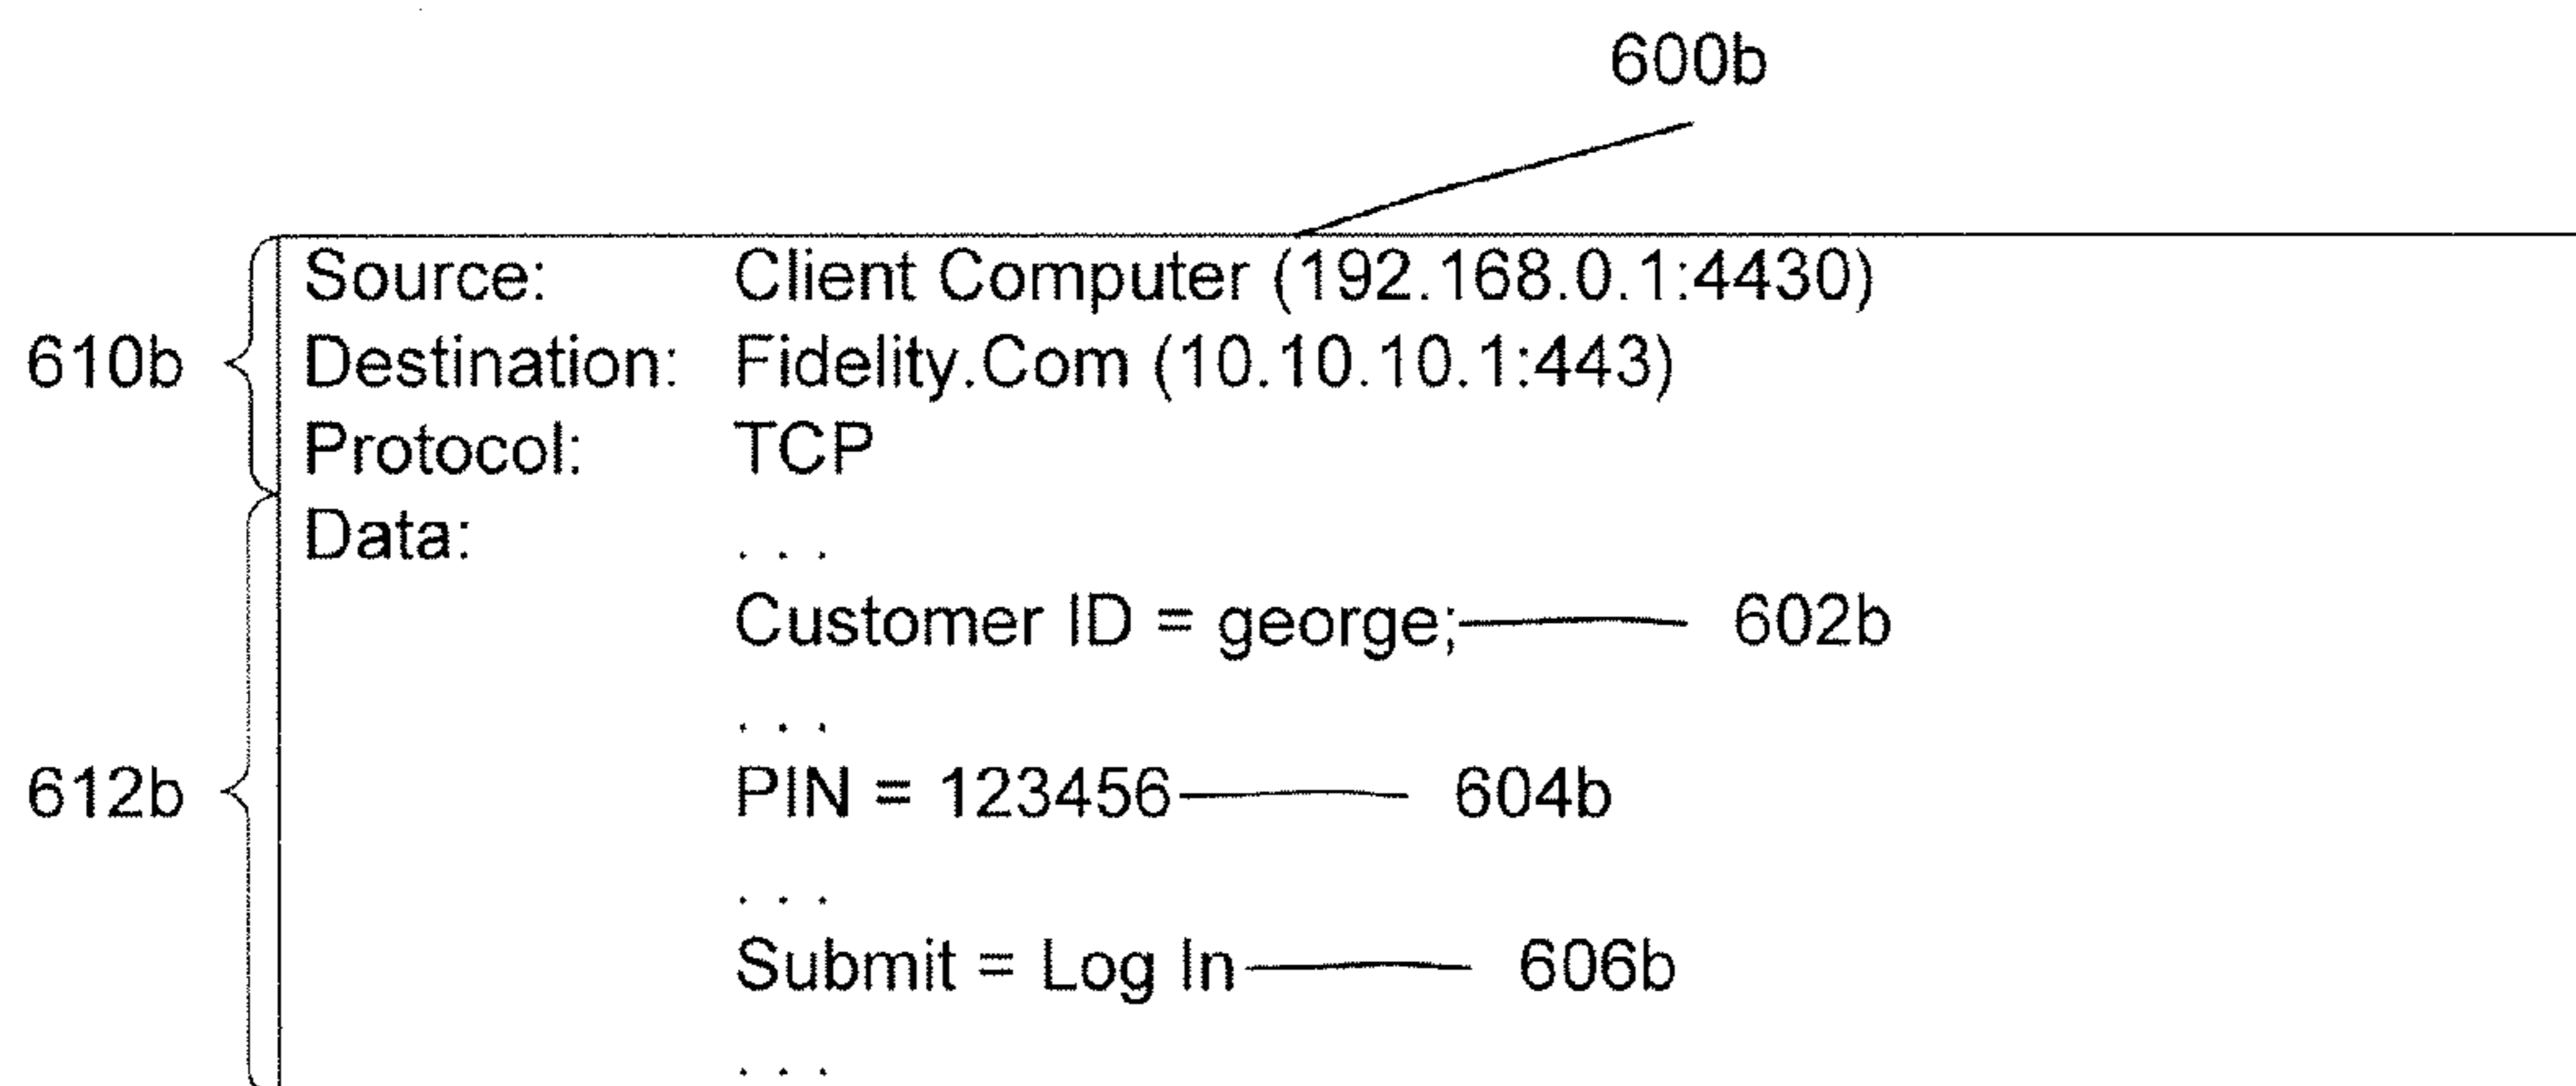 600b
Source: Client Computer (192.168.0.1:4430)
610b Destination: Fidelity.Com (10.10.10.1:443)
Protocol: TCP
Data: . . .
Customer ID = george; 602b
. . .
612b PIN = 123456 604b
. . .
Submit = Log In 606b
. . .